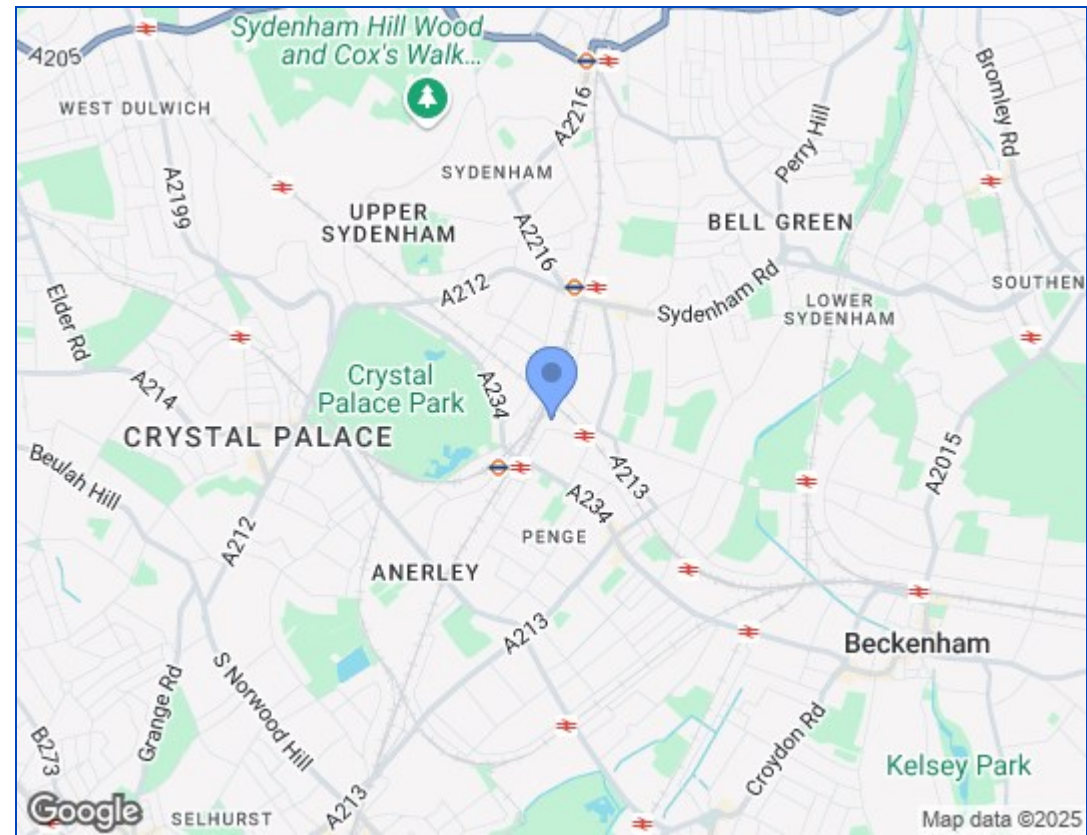 Sydenham Hill Wood
and Cox's Walk...
A205
WEST DULWICH
A2216
Bromley Rd
Perry Hill
SYDENHAM
A2199
UPPER
SYDENHAM
A2216
BELL GREEN
A212
Sydenham Rd
SOUTHEN
LOWER
SYDENHAM
Elder Rd
Crystal
Palace Park
A234
A214
CRYSTAL PALACE
Beulah Hill
A213
A2015
A212
A234
PENGE
ANERLEY
A213
Beckenham
S Norwood Hill
Grange Rd
Croydon Rd
B273
Kelsey Park
A213
Google
SELHURST
Map data ©2025